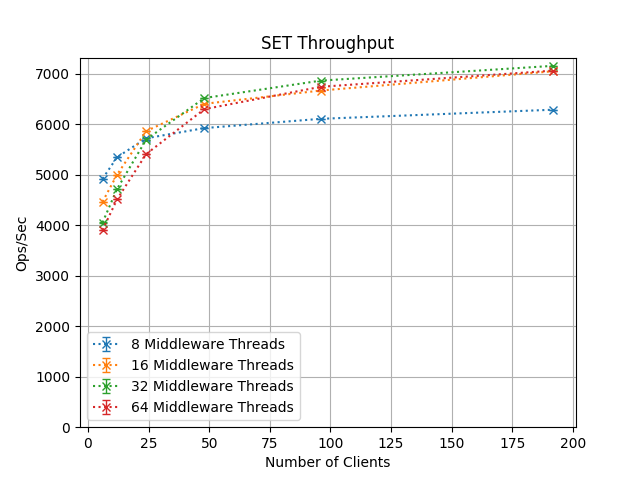 SET Throughput
Ops/Sec
7000
6000
5000
4000
3000
2000
1000
0
8 Middleware Threads
16 Middleware Threads
32 Middleware Threads
64 Middleware Threads
0 25 50 75 100 125 150 175 200
Number of Clients